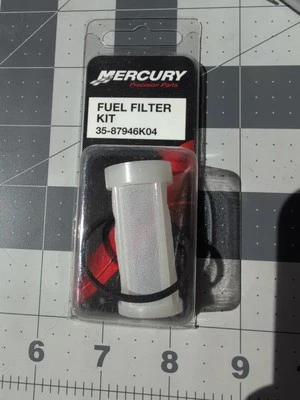 MERCURY
Precision Parts
FUEL FILTER
KIT
35-87946K04
6 7 8 9